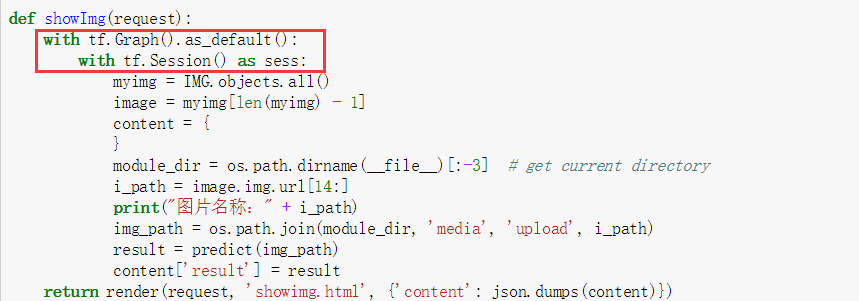 def showImg(request):
    with tf.Graph().as_default():
        with tf.Session() as sess:
            myimg = IMG.objects.all()
            image = myimg[len(myimg) - 1]
            content = {
            }
            module_dir = os.path.dirname(__file__)[:-3]  # get current directory
            i_path = image.img.url[14:]
            print("图片名称：" + i_path)
            img_path = os.path.join(module_dir, 'media', 'upload', i_path)
            result = predict(img_path)
            content['result'] = result
    return render(request, 'showimg.html', {'content': json.dumps(content)})